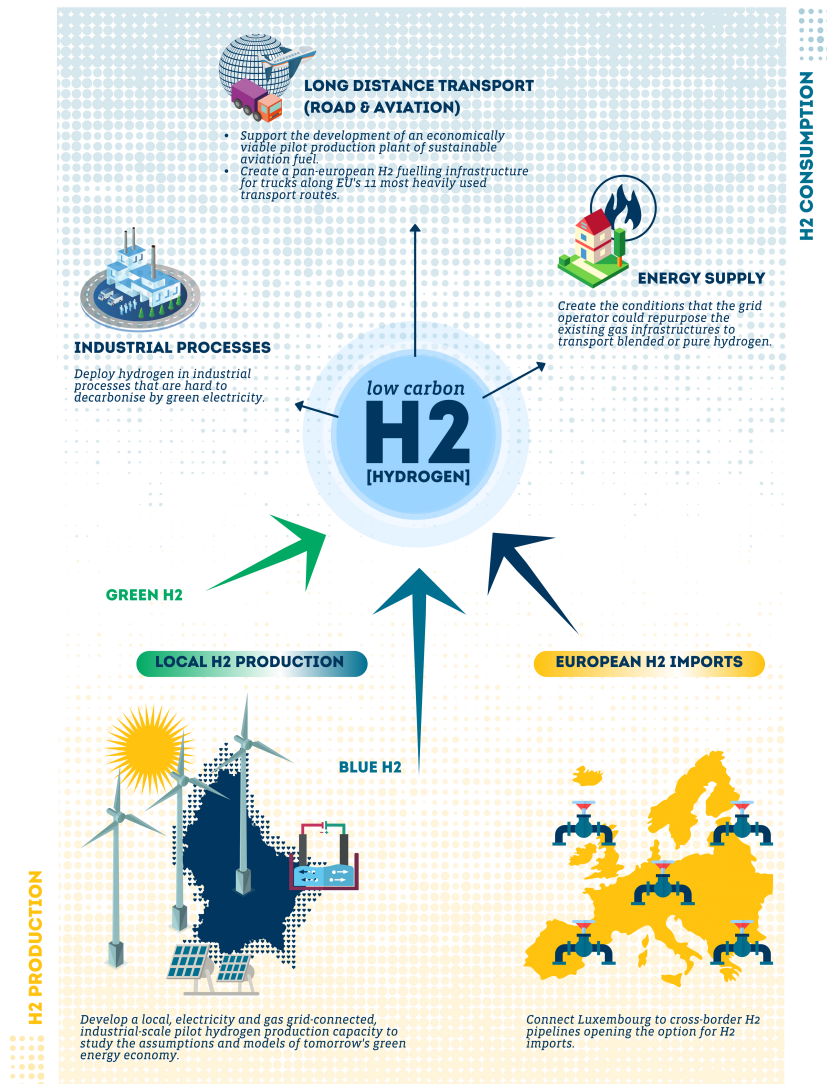 H2 CONSUMPTION
LONG DISTANCE TRANSPORT
(ROAD & AVIATION)
• Support the development of an economically
viable pilot production plant of sustainable
aviation fuel.
• Create a pan-european H2 fuelling infrastructure
for trucks along EU's 11 most heavily used
transport routes.
ENERGY SUPPLY
Create the conditions that the grid
operator could repurpose the
existing gas infrastructures to
transport blended or pure hydrogen.
INDUSTRIAL PROCESSES
Deploy hydrogen in industrial
processes that are hard to
decarbonise by green electricity.
low carbon
H2
[HYDROGEN]
GREEN H2
LOCAL H2 PRODUCTION
EUROPEAN H2 IMPORTS
BLUE H2
H2 PRODUCTION
Develop a local, electricity and gas grid-connected,
industrial-scale pilot hydrogen production capacity to
study the assumptions and models of tomorrow's green
energy economy.
Connect Luxembourg to cross-border H2
pipelines opening the option for H2
imports.